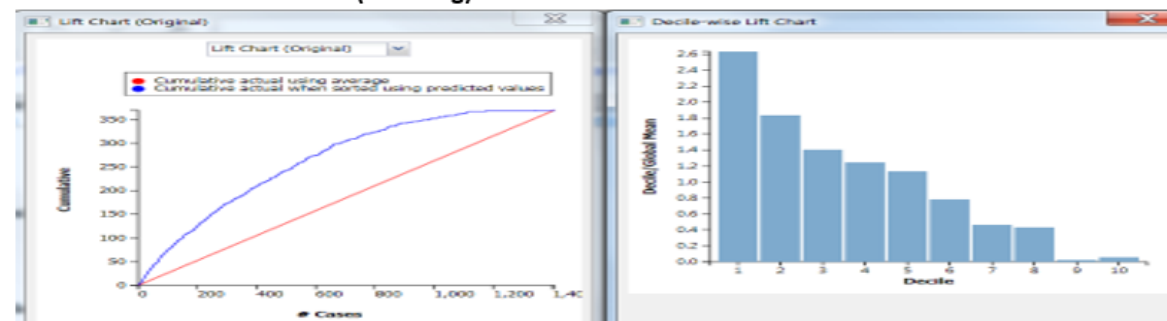 Lift Chart (Original)
Lift Chart (Original)
Cumulative actual using average
Cumulative actual when sorted using predicted values
Cumulative
350
300
250
200
150
100
50
0
0 200 400 600 800 1,000 1,200 1,40
# Cases
Decile-wise Lift Chart
Decile/Global Mean
2.6
2.4
2.2
2.0
1.8
1.6
1.4
1.2
1.0
0.8
0.6
0.4
0.2
0.0
1 2 3 4 5 6 7 8 9 10
Decile